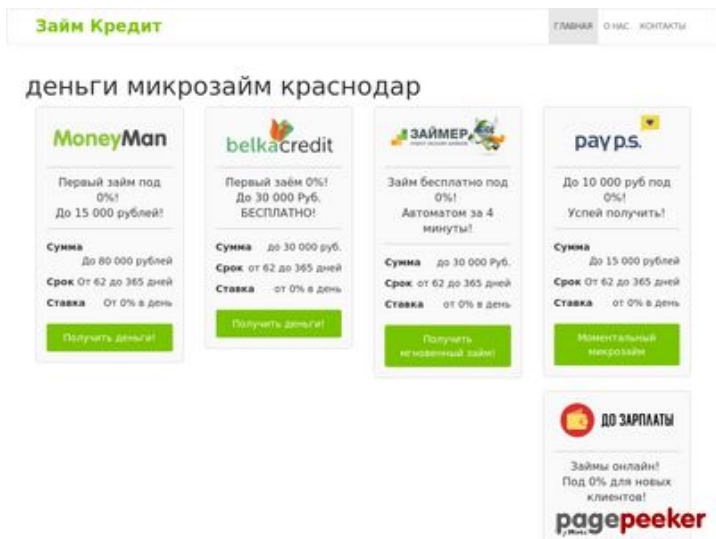 Займ Кредит
ГЛАВНАЯ О НАС. КОНТАКТЫ
деньги микрозайм краснодар
MoneyMan
Первый займ под
0%!
До 15 000 рублей!
Сумма
До 80 000 рублей
Срок От 62 до 365 дней
Ставка От 0% в день
Получить деньги!
belkacredit
Первый заём 0%!
До 30 000 Руб.
БЕСПЛАТНО!
Сумма до 30 000 руб.
Срок от 62 до 365 дней
Ставка от 0% в день
Получить деньги!
ЗАЙМЕР
Займ бесплатно под
0%!
Автоматом за 4
минуты!
Сумма до 30 000 Руб.
Срок от 62 до 365 дней
Ставка от 0% в день
Получить
мгновенный займ!
pay p.s.
До 10 000 руб под
0%!
Успей получить!
Сумма
До 15 000 рублей
Срок От 62 до 365 дней
Ставка от 0% в день
Моментальный
микрозайм
ДО ЗАРПЛАТЫ
Займы онлайн!
Под 0% для новых
клиентов!
pagepeeker